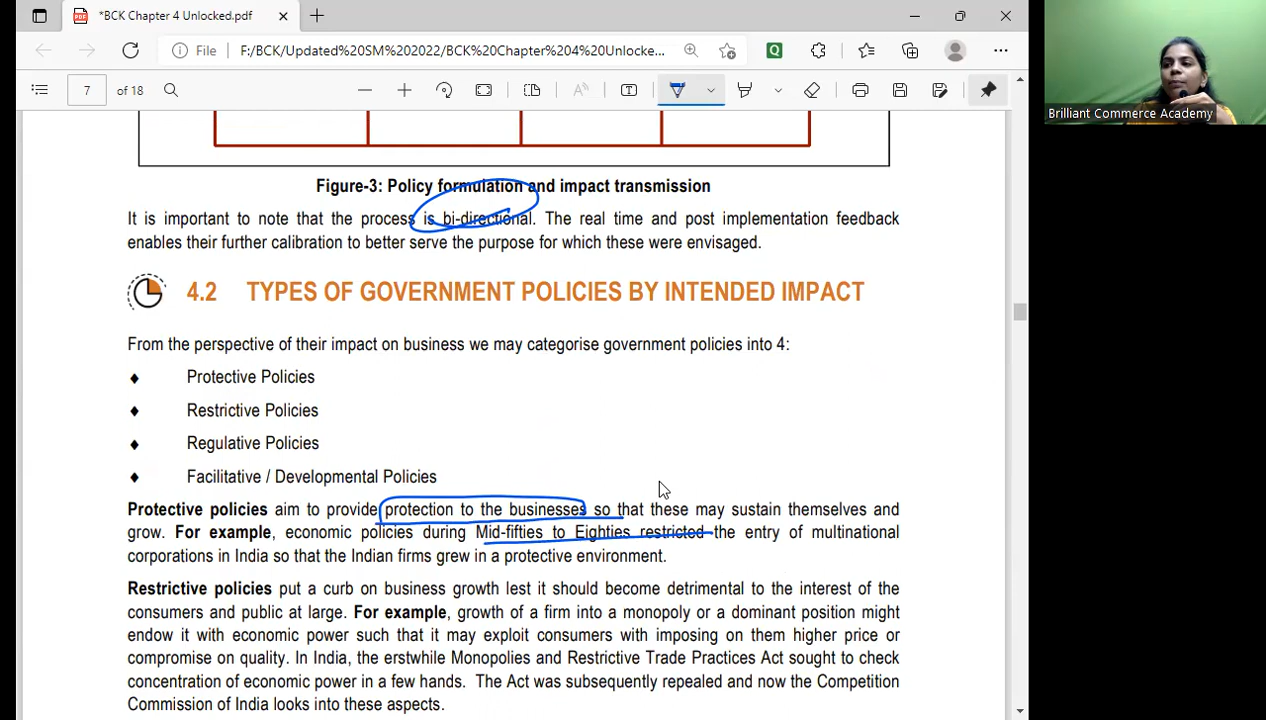 *BCK Chapter 4 Unlocked.pdf
File F:/BCK/Updated%20SM%202022/BCK%20Chapter%204%20Unlocke...
7 of 18
Brilliant Commerce Academy
Figure-3: Policy formulation and impact transmission
It is important to note that the process is bi-directional. The real time and post implementation feedback
enables their further calibration to better serve the purpose for which these were envisaged.
4.2 TYPES OF GOVERNMENT POLICIES BY INTENDED IMPACT
From the perspective of their impact on business we may categorise government policies into 4:
♦ Protective Policies
♦ Restrictive Policies
♦ Regulative Policies
♦ Facilitative / Developmental Policies
Protective policies aim to provide protection to the businesses so that these may sustain themselves and
grow. For example, economic policies during Mid-fifties to Eighties restricted the entry of multinational
corporations in India so that the Indian firms grew in a protective environment.
Restrictive policies put a curb on business growth lest it should become detrimental to the interest of the
consumers and public at large. For example, growth of a firm into a monopoly or a dominant position might
endow it with economic power such that it may exploit consumers with imposing on them higher price or
compromise on quality. In India, the erstwhile Monopolies and Restrictive Trade Practices Act sought to check
concentration of economic power in a few hands. The Act was subsequently repealed and now the Competition
Commission of India looks into these aspects.